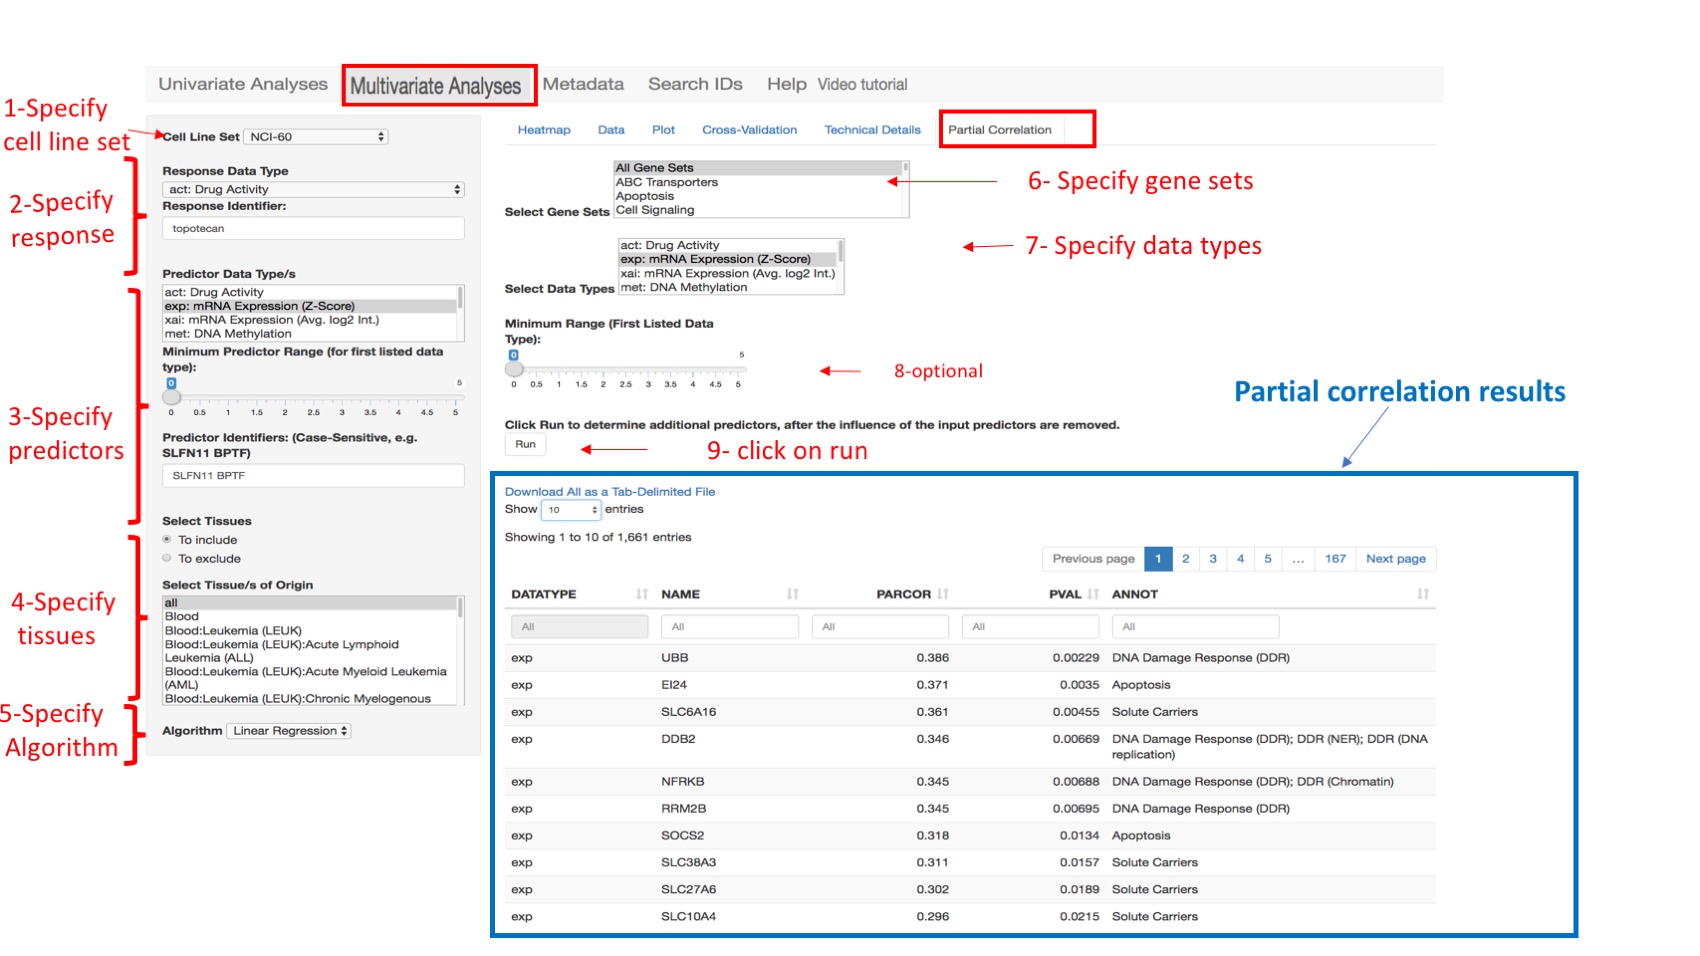 Univariate Analyses Multivariate Analyses Metadata Search IDs Help Video tutorial
1-Specify
cell line set
Cell Line Set NCI-60
2-Specify
response
Response Data Type
act: Drug Activity
Response Identifier:
topotecan
3-Specify
predictors
Predictor Data Type/s
act: Drug Activity
exp: mRNA Expression (Z-Score)
xai: mRNA Expression (Avg. log2 Int.)
met: DNA Methylation
Minimum Predictor Range (for first listed data
type):
0 5
0 0.5 1 1.5 2 2.5 3 3.5 4 4.5 5
Predictor Identifiers: (Case-Sensitive, e.g.
SLFN11 BPTF)
SLFN11 BPTF
4-Specify
tissues
Select Tissues
To include
To exclude
Select Tissue/s of Origin
all
Blood
Blood:Leukemia (LEUK)
Blood:Leukemia (LEUK):Acute Lymphoid
Leukemia (ALL)
Blood:Leukemia (LEUK):Acute Myeloid Leukemia
(AML)
Blood:Leukemia (LEUK):Chronic Myelogenous
5-Specify
Algorithm
Algorithm Linear Regression
Heatmap Data Plot Cross-Validation Technical Details Partial Correlation
Select Gene Sets
All Gene Sets
ABC Transporters
Apoptosis
Cell Signaling
6- Specify gene sets
Select Data Types
act: Drug Activity
exp: mRNA Expression (Z-Score)
xai: mRNA Expression (Avg. log2 Int.)
met: DNA Methylation
7- Specify data types
Minimum Range (First Listed Data
Type):
0 5
0 0.5 1 1.5 2 2.5 3 3.5 4 4.5 5
8-optional
Click Run to determine additional predictors, after the influence of the input predictors are removed.
Run
9- click on run
Partial correlation results
Download All as a Tab-Delimited File
Show 10 entries
Showing 1 to 10 of 1,661 entries
Previous page 1 2 3 4 5 ... 167 Next page
DATATYPE NAME PARCOR PVAL ANNOT
All All All All All
exp UBB 0.386 0.00229 DNA Damage Response (DDR)
exp EI24 0.371 0.0035 Apoptosis
exp SLC6A16 0.361 0.00455 Solute Carriers
exp DDB2 0.346 0.00669 DNA Damage Response (DDR); DDR (NER); DDR (DNA
replication)
exp NFRKB 0.345 0.00688 DNA Damage Response (DDR); DDR (Chromatin)
exp RRM2B 0.345 0.00695 DNA Damage Response (DDR)
exp SOCS2 0.318 0.0134 Apoptosis
exp SLC38A3 0.311 0.0157 Solute Carriers
exp SLC27A6 0.302 0.0189 Solute Carriers
exp SLC10A4 0.296 0.0215 Solute Carriers